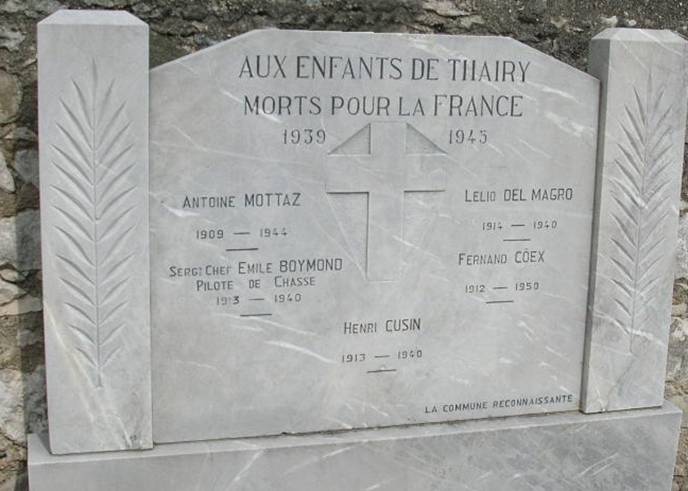 AUX ENFANTS DE THAIRY
MORTS POUR LA FRANCE
1939 1945
ANTOINE MOTTAZ
1909 — 1944
SERGT CHEF EMILE BOYMOND
PILOTE DE CHASSE
1913 — 1940
LELIO DEL MAGRO
1914 — 1940
FERNAND CÔEX
1912 — 1950
HENRI CUSIN
1913 — 1940
LA COMMUNE RECONNAISSANTE